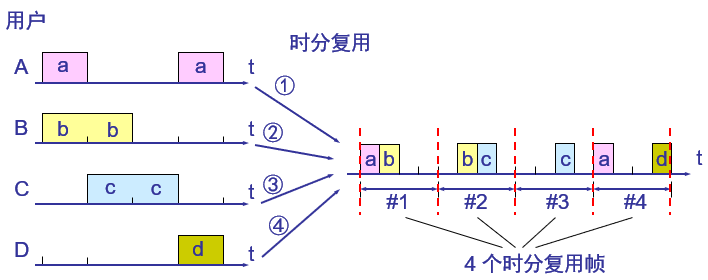 用户
时分复用
A a a t
①
B b b t
②
C c c t
③
D d t
④
a b b c c a d t
#1 #2 #3 #4
4 个时分复用帧